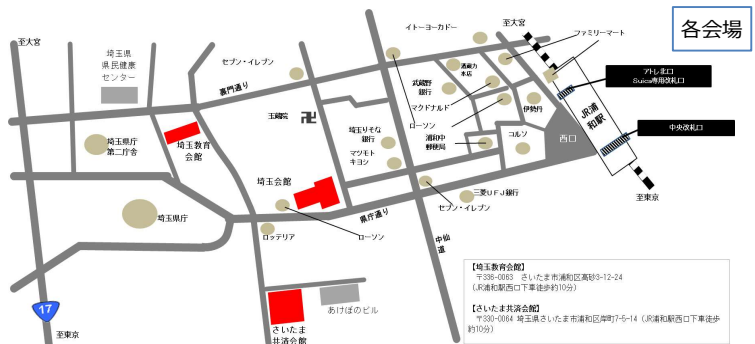 各会場
至大宮
イトーヨーカドー
至大宮
ファミリーマート
埼玉県
県民健康
センター
セブン・イレブン
裏門通り
武蔵野
銀行
酒蔵力
本店
アトレ北口
Suica専用改札口
マクドナルド
ローソン
伊勢丹
JR浦和駅
中央改札口
玉蔵院
卍
埼玉りそな
銀行
浦和中
郵便局
コルソ
西口
埼玉県庁
第二庁舎
埼玉教育
会館
マツモト
キヨシ
埼玉会館
三菱UFJ銀行
セブン・イレブン
県庁通り
至東京
埼玉県庁
ロッテリア
ローソン
中仙道
17
至東京
さいたま
共済会館
あけぼのビル
【埼玉教育会館】
〒336-0063 さいたま市浦和区高砂3-12-24
(JR浦和駅西口下車徒歩約10分)
【さいたま共済会館】
〒330-0064 埼玉県さいたま市浦和区岸町7-5-14（JR浦和駅西口下車徒歩
約10分）